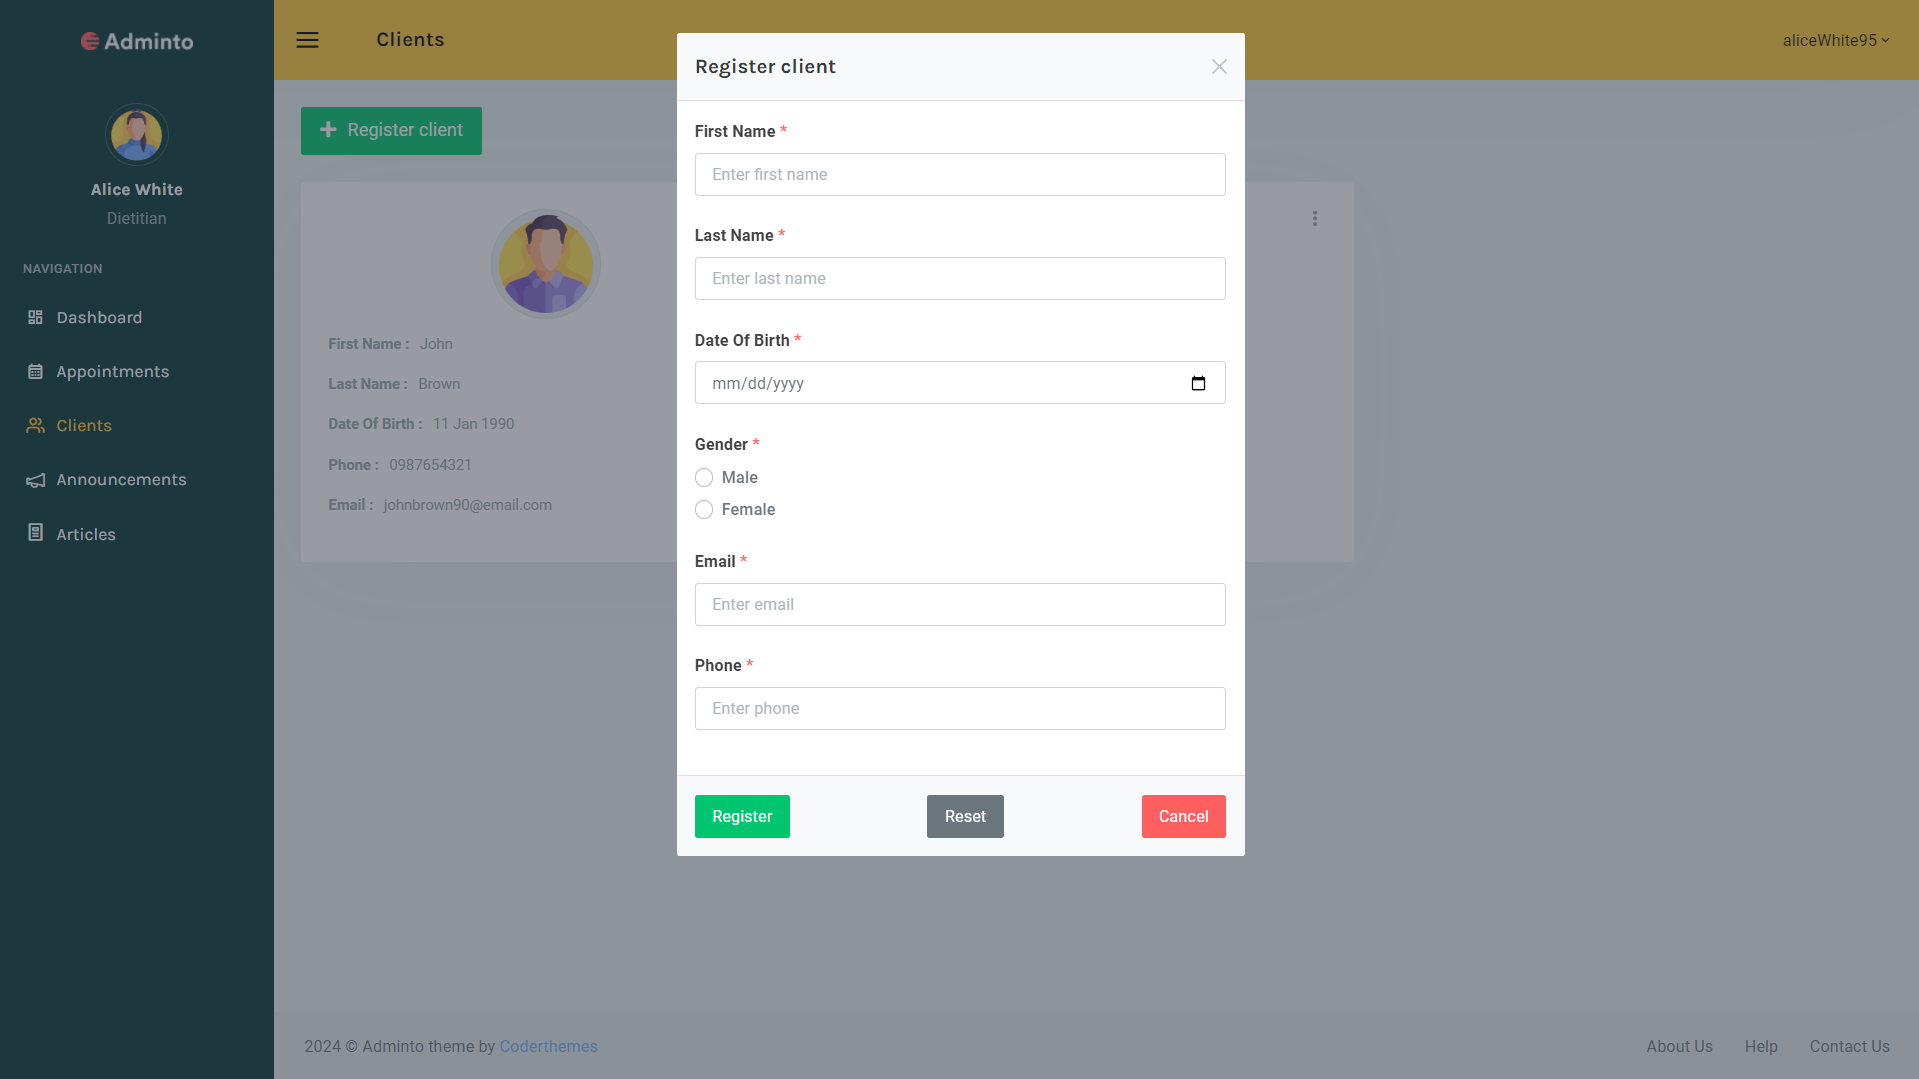 Adminto
Clients
aliceWhite95
Alice White
Dietitian
NAVIGATION
Dashboard
Appointments
Clients
Announcements
Articles
Register client
First Name : John
Last Name : Brown
Date Of Birth : 11 Jan 1990
Phone : 0987654321
Email : johnbrown90@email.com
Register client
First Name *
Enter first name
Last Name *
Enter last name
Date Of Birth *
mm/dd/yyyy
Gender *
Male
Female
Email *
Enter email
Phone *
Enter phone
Register
Reset
Cancel
2024 © Adminto theme by Coderthemes
About Us
Help
Contact Us